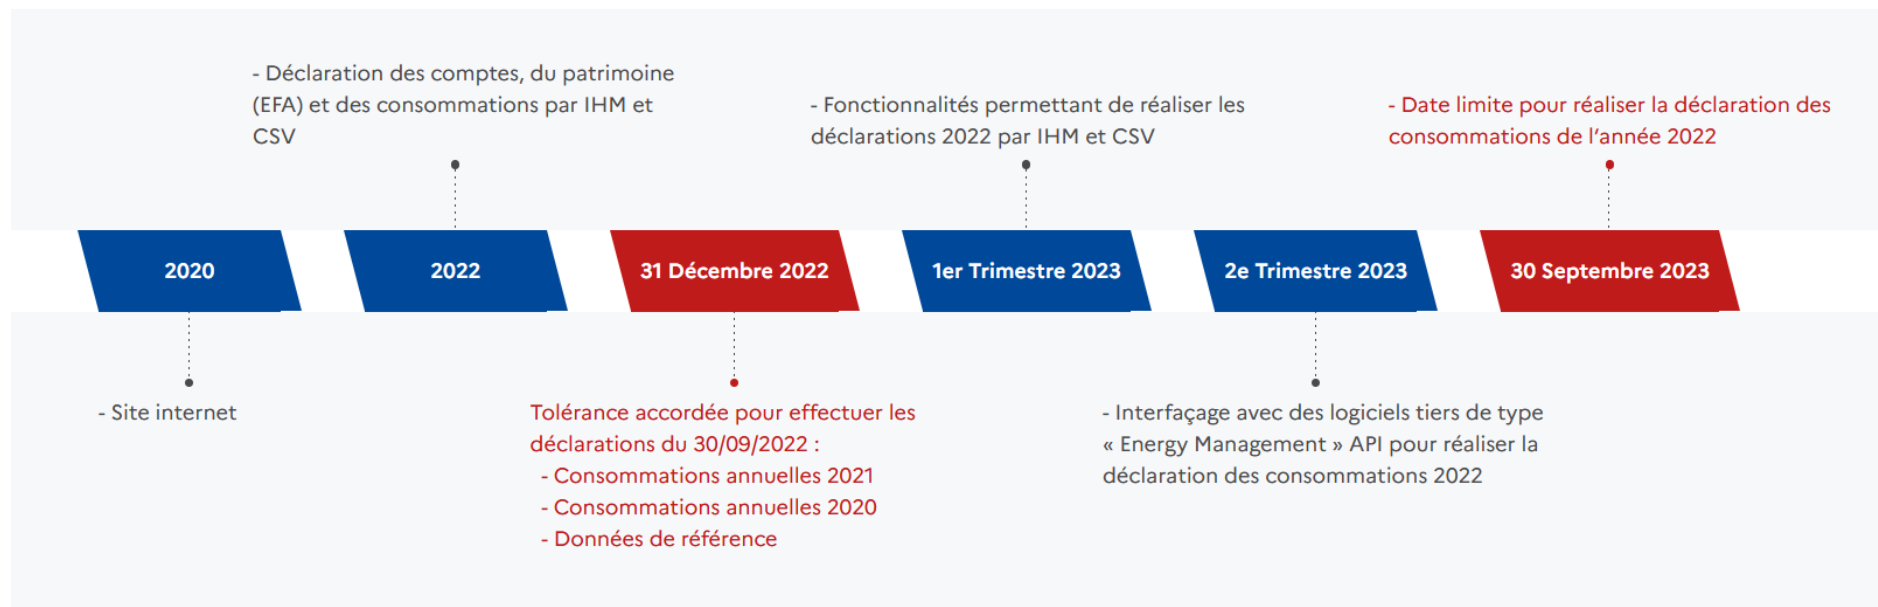 - Déclaration des comptes, du patrimoine
(EFA) et des consommations par IHM et
CSV
- Fonctionnalités permettant de réaliser les
déclarations 2022 par IHM et CSV
- Date limite pour réaliser la déclaration des
consommations de l’année 2022
2020
2022
31 Décembre 2022
1er Trimestre 2023
2e Trimestre 2023
30 Septembre 2023
- Site internet
Tolérance accordée pour effectuer les
déclarations du 30/09/2022 :
- Consommations annuelles 2021
- Consommations annuelles 2020
- Données de référence
- Interfaçage avec des logiciels tiers de type
« Energy Management » API pour réaliser la
déclaration des consommations 2022